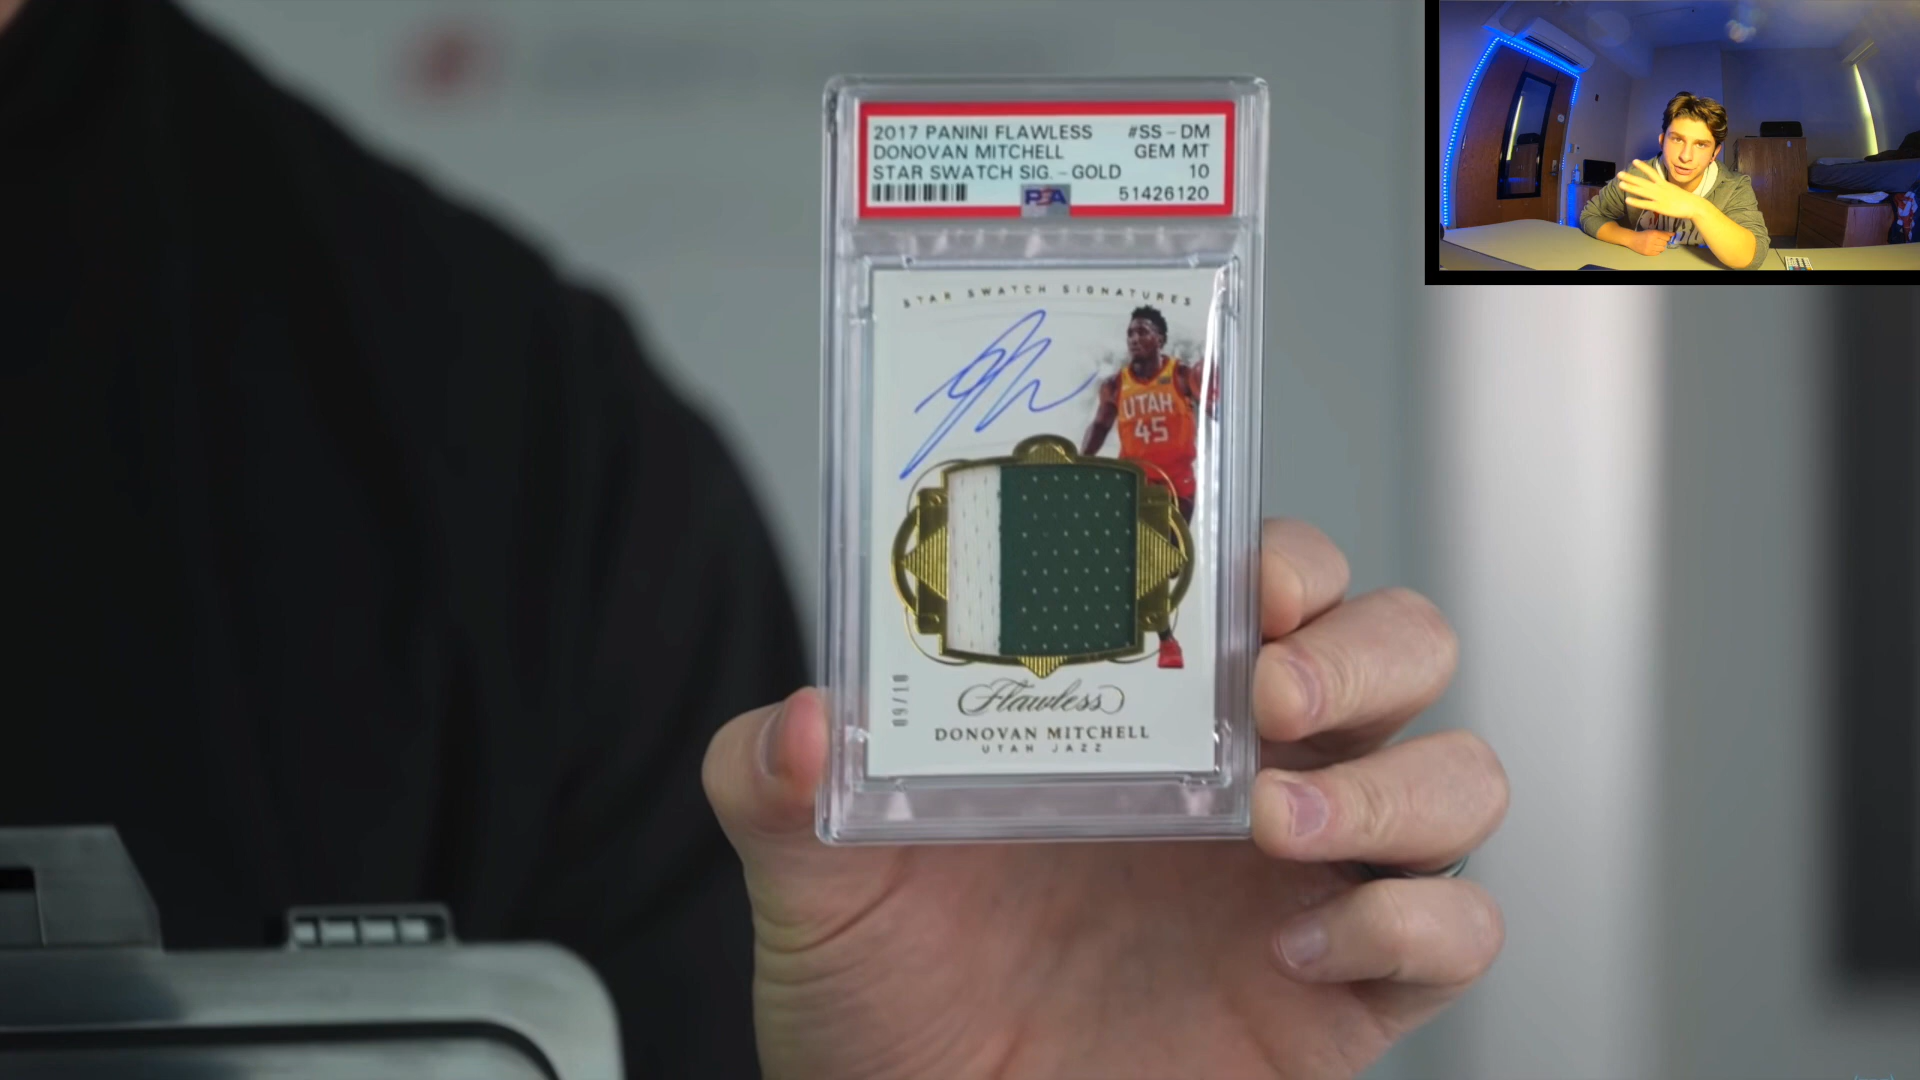 2017 PANINI FLAWLESS #SS-DM
DONOVAN MITCHELL GEM MT
STAR SWATCH SIG.-GOLD 10
PSA 51426120
STAR SWATCH SIGNATURES
UTAH
45
09/10
Flawless
DONOVAN MITCHELL
UTAH JAZZ